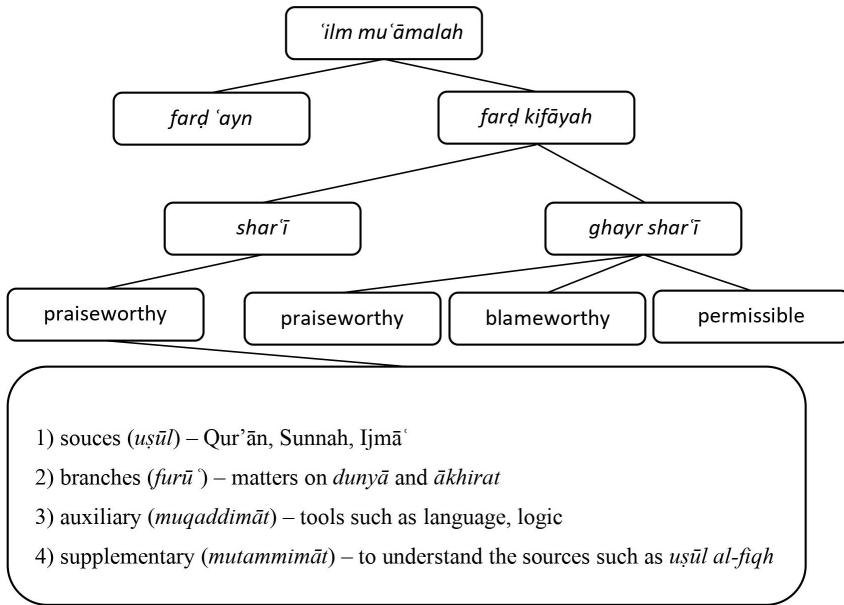 ʿilm muʿāmalah
farḍ ʿayn
farḍ kifāyah
sharʿī
ghayr sharʿī
praiseworthy
praiseworthy
blameworthy
permissible
1) souces (uṣūl) – Qur’ān, Sunnah, Ijmāʿ
2) branches (furūʿ) – matters on dunyā and ākhirat
3) auxiliary (muqaddimāt) – tools such as language, logic
4) supplementary (mutammimāt) – to understand the sources such as uṣūl al-fiqh